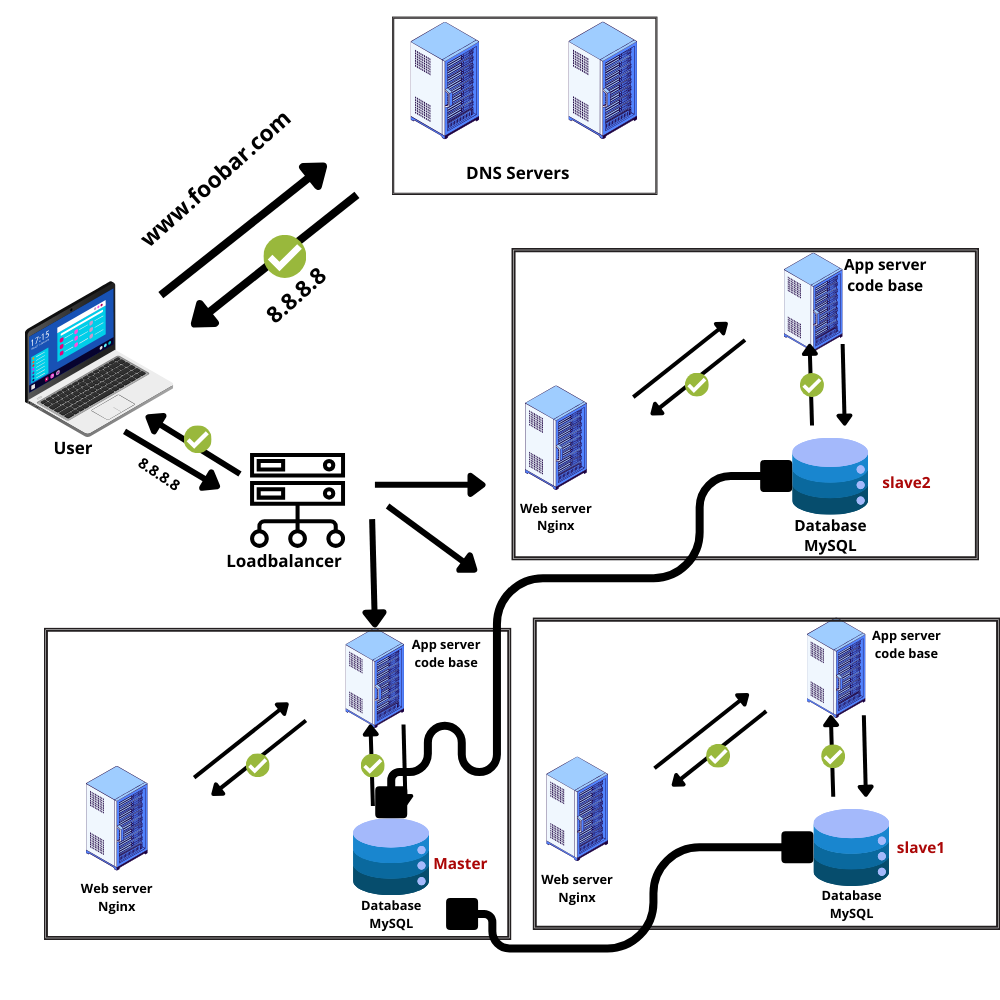 DNS Servers
www.foobar.com
8.8.8.8
17:15
User
8.8.8.8
Loadbalancer
App server
code base
Web server
Nginx
slave2
Database
MySQL
App server
code base
Web server
Nginx
Master
Database
MySQL
App server
code base
Web server
Nginx
slave1
Database
MySQL